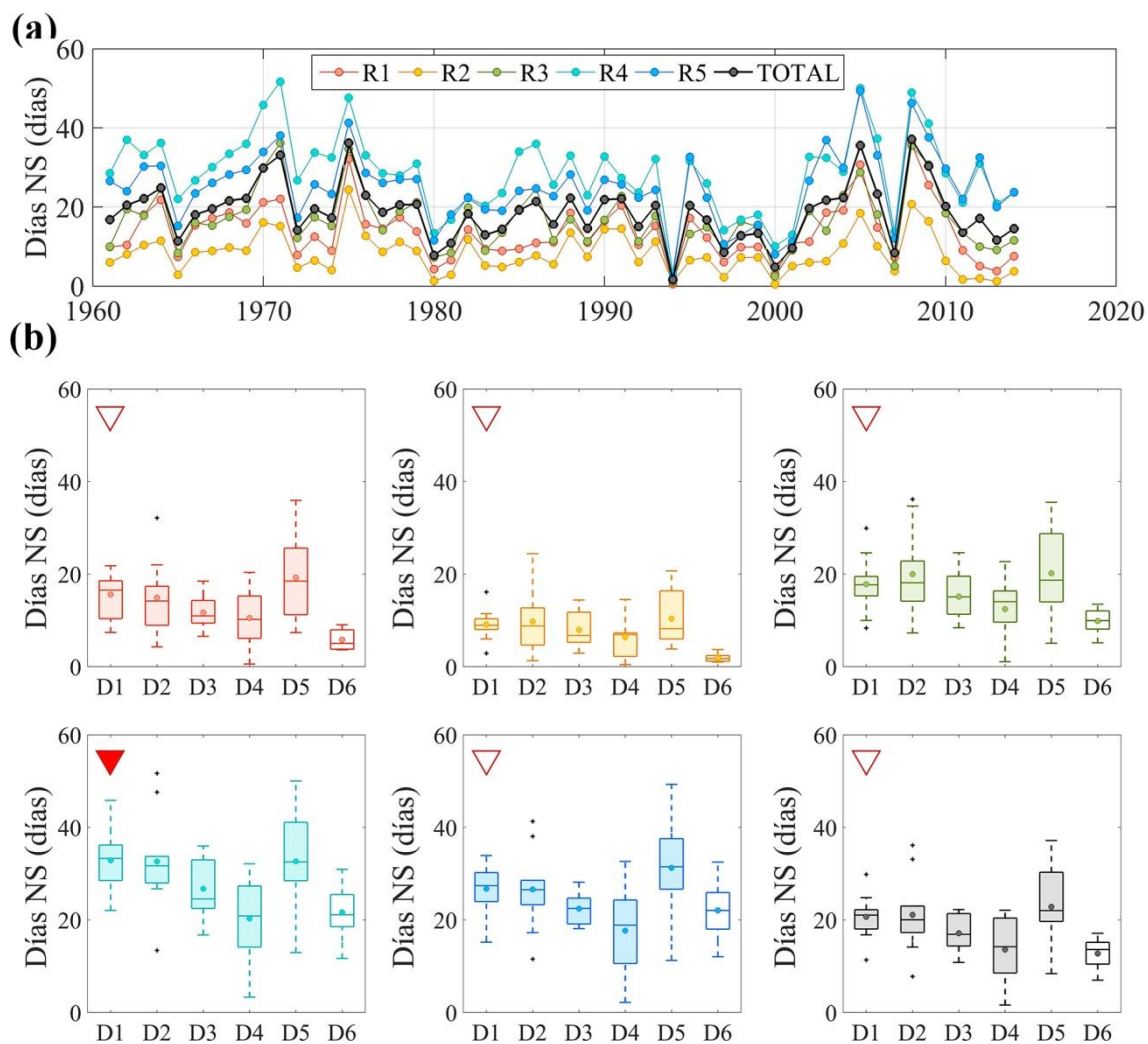 (a)
60
40
20
0
Días NS (días)
R1 R2 R3 R4 R5 TOTAL
1960 1970 1980 1990 2000 2010 2020
(b)
60
40
20
0
Días NS (días)
D1 D2 D3 D4 D5 D6
60
40
20
0
Días NS (días)
D1 D2 D3 D4 D5 D6
60
40
20
0
Días NS (días)
D1 D2 D3 D4 D5 D6
60
40
20
0
Días NS (días)
D1 D2 D3 D4 D5 D6
60
40
20
0
Días NS (días)
D1 D2 D3 D4 D5 D6
60
40
20
0
Días NS (días)
D1 D2 D3 D4 D5 D6